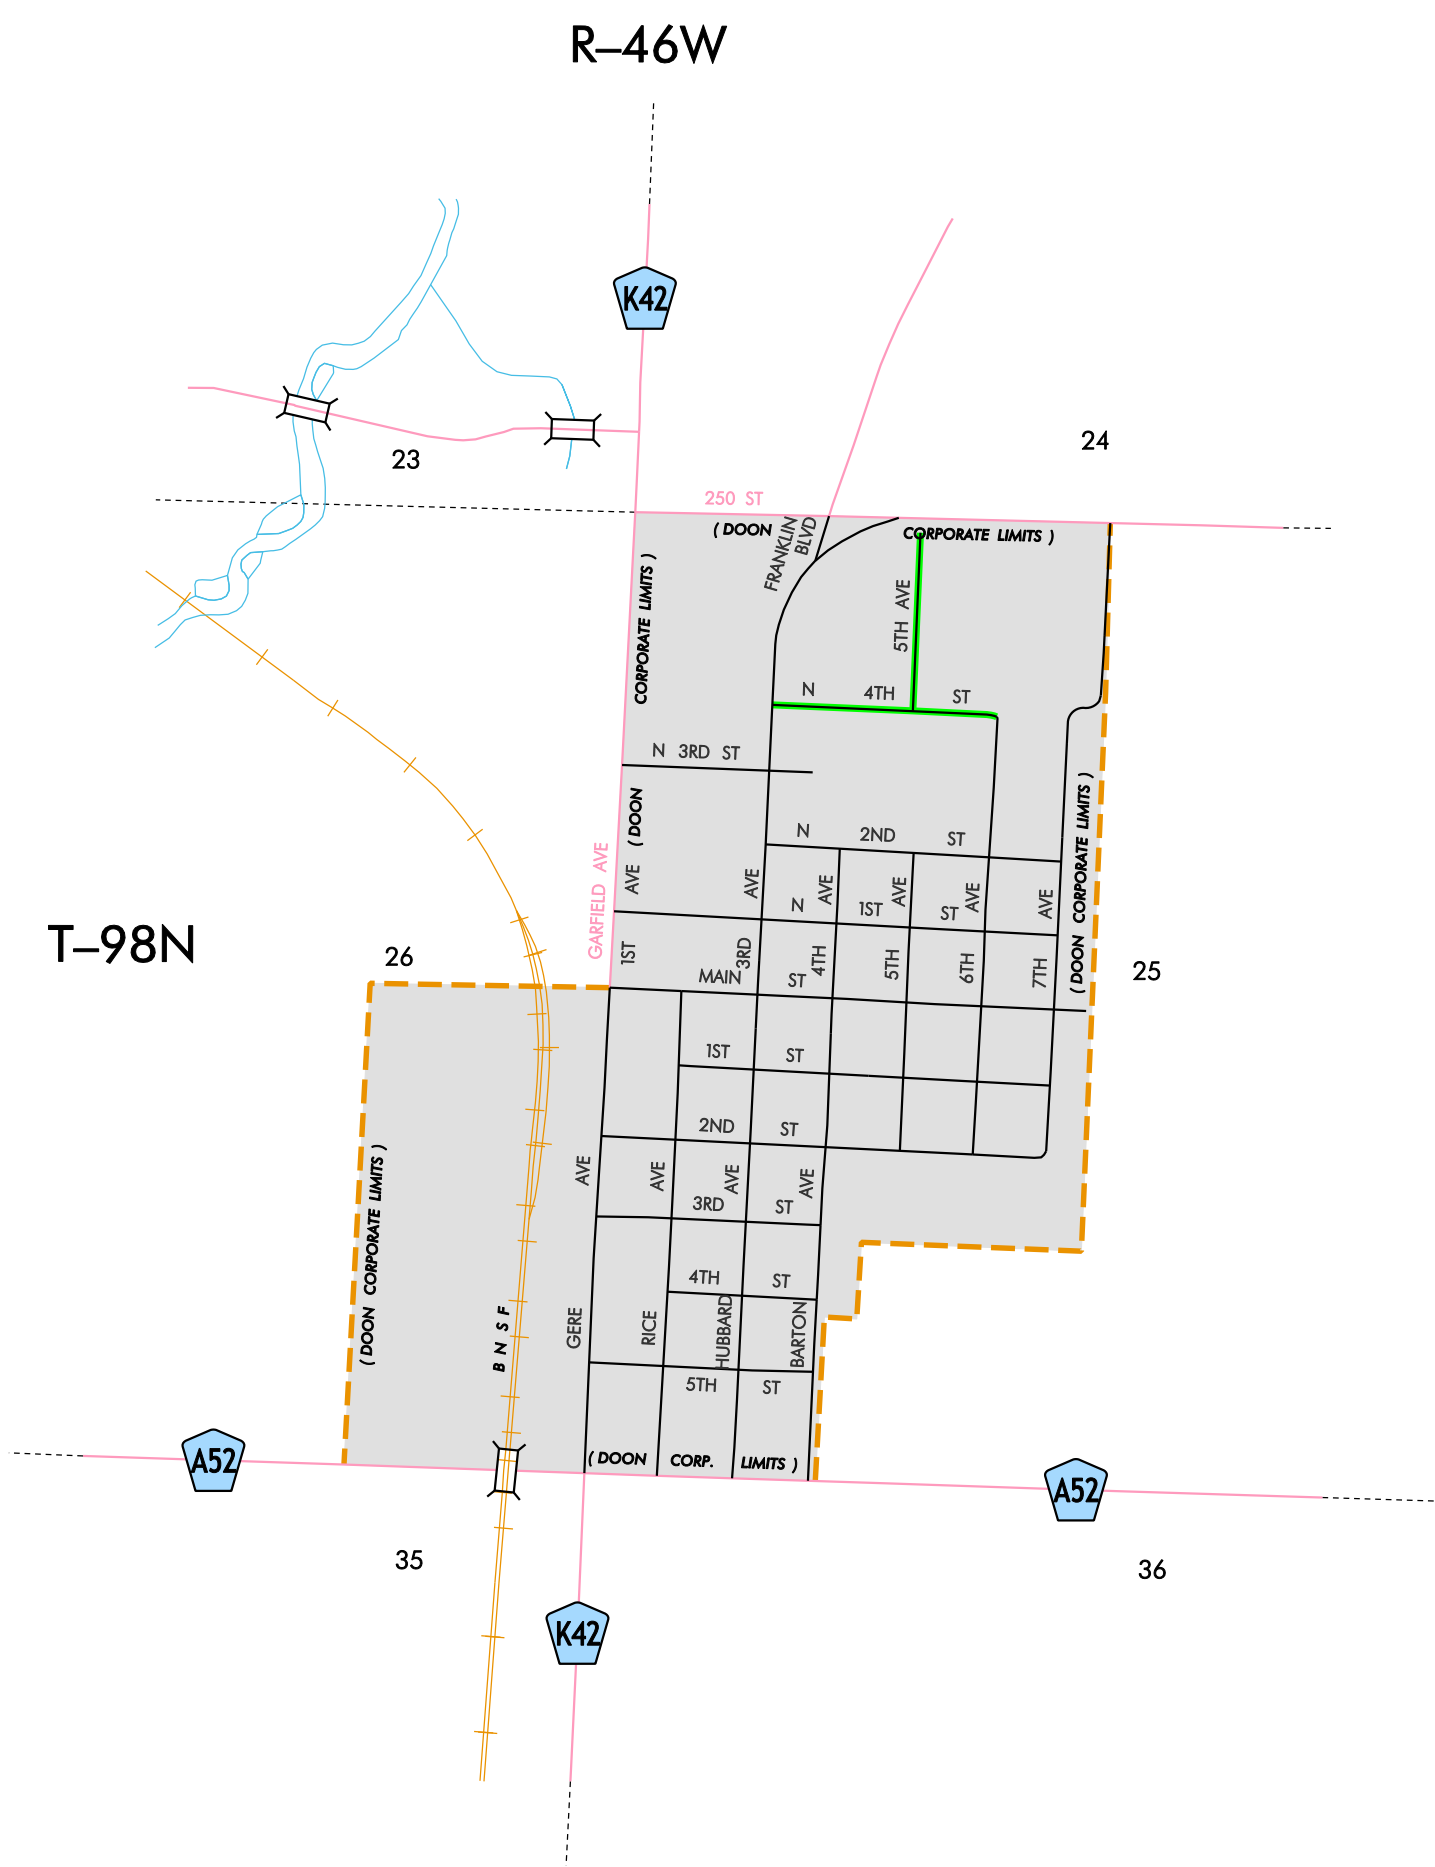 R–46W
K42
23
24
250 ST
( DOON
CORPORATE LIMITS )
FRANKLIN
BLVD
CORPORATE LIMITS )
5TH AVE
N 4TH ST
N 3RD ST
( DOON
( DOON CORPORATE LIMITS )
N 2ND ST
GARFIELD AVE
AVE
AVE
AVE
AVE
AVE
AVE
N 1ST ST
T–98N
26
1ST
3RD
4TH
5TH
6TH
7TH
25
MAIN ST
1ST ST
2ND ST
( DOON CORPORATE LIMITS )
AVE
AVE
AVE
AVE
3RD ST
4TH ST
B N S F
GERE
RICE
HUBBARD
BARTON
5TH ST
( DOON CORP. LIMITS )
A52
A52
35
36
K42